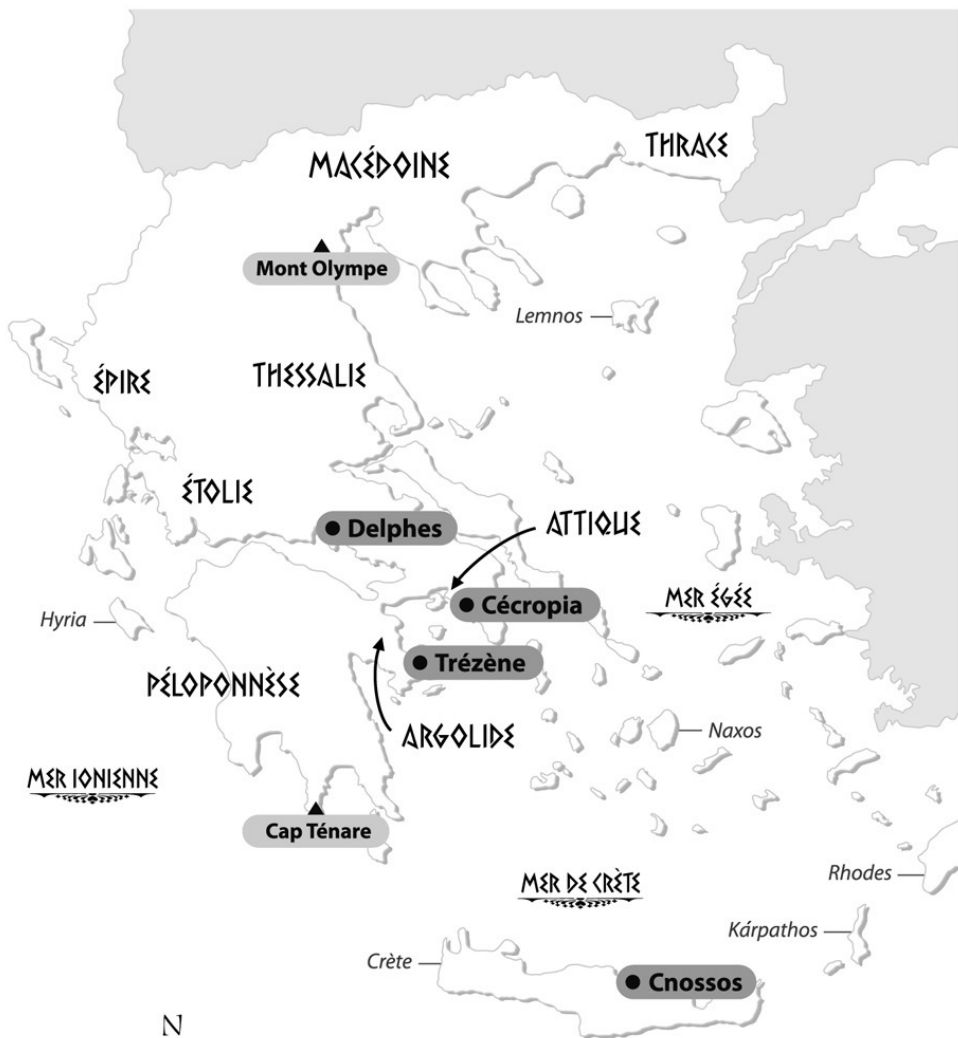 THRACE
MACÉDOINE
Mont Olympe
Lemnos
THESSALIE
ÉPIRE
ÉTOLIE
Delphes
ATTIQUE
Cécropia
MER ÉGÉE
Hyria
Trézène
PÉLOPONNÈSE
Naxos
ARGOLIDE
MER IONIENNE
Cap Ténare
Rhodes
MER DE CRÈTE
Kárpathos
Crète
Cnossos
N